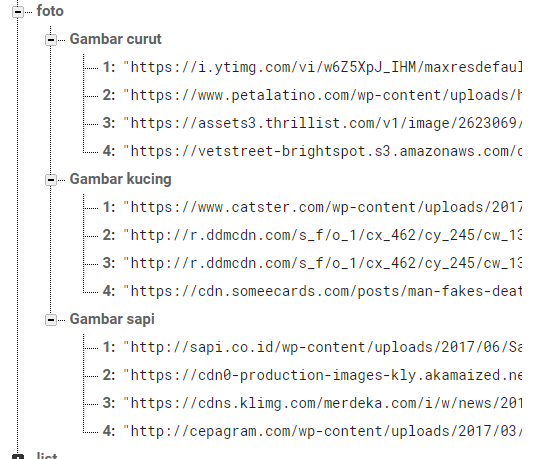 foto
Gambar curut
1: "https://i.ytimg.com/vi/w6Z5XpJ_IHM/maxresdefaul
2: "https://www.petalatino.com/wp-content/uploads/h
3: "https://assets3.thrillist.com/v1/image/2623069/
4: "https://vetstreet-brightspot.s3.amazonaws.com/d
Gambar kucing
1: "https://www.catster.com/wp-content/uploads/2017
2: "http://r.ddmcdn.com/s_f/o_1/cx_462/cy_245/cw_13
3: "http://r.ddmcdn.com/s_f/o_1/cx_462/cy_245/cw_13
4: "https://cdn.someecards.com/posts/man-fakes-deat
Gambar sapi
1: "http://sapi.co.id/wp-content/uploads/2017/06/Sa
2: "https://cdn0-production-images-kly.akamaized.ne
3: "https://cdns.klimg.com/merdeka.com/i/w/news/201
4: "http://cepagram.com/wp-content/uploads/2017/03/
list